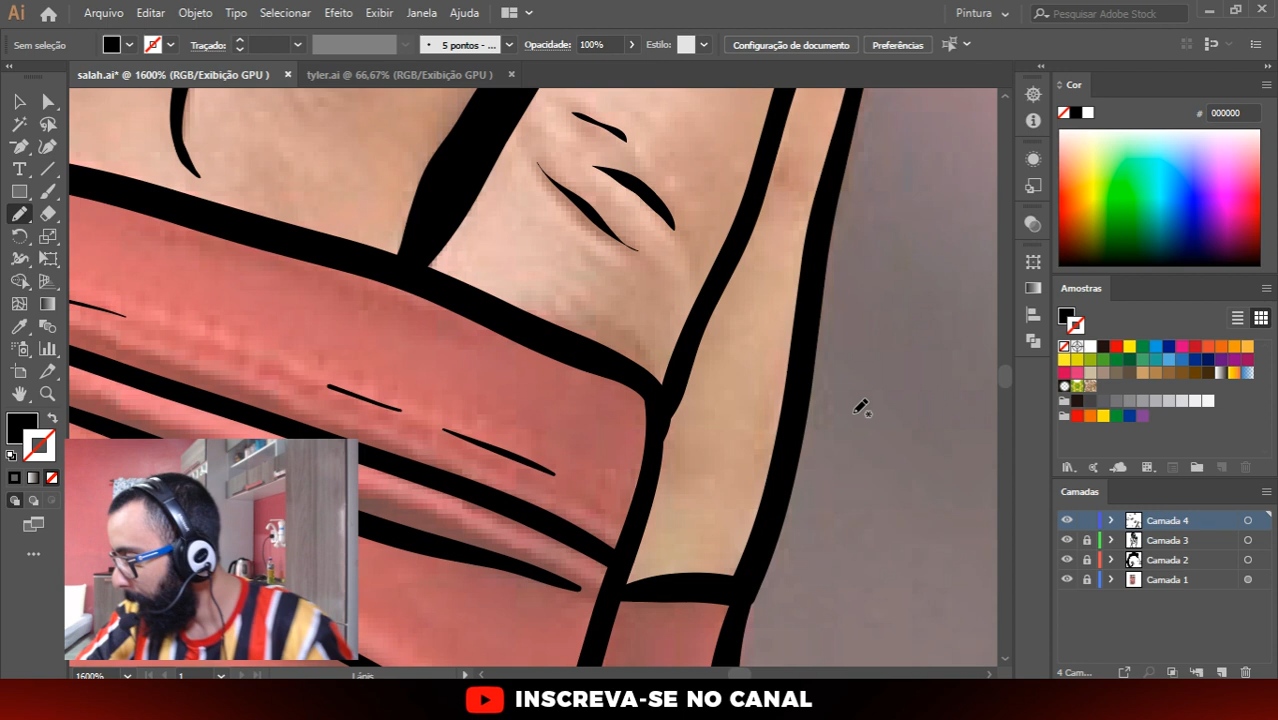 Ai Arquivo Editar Objeto Tipo Selecionar Efeito Exibir Janela Ajuda Pintura Pesquisar Adobe Stock
Sem seleção Traçado: 5 pontos - ... Opacidade: 100% Estilo: Configuração de documento Preferências
salah.ai* @ 1600% (RGB/Exibição GPU ) × tyler.ai @ 66,67% (RGB/Exibição GPU ) ×
Cor
# 000000
Amostras
Camadas
Camada 4
Camada 3
Camada 2
Camada 1
1600% 1 Lápis 4 Cam...
INSCREVA-SE NO CANAL